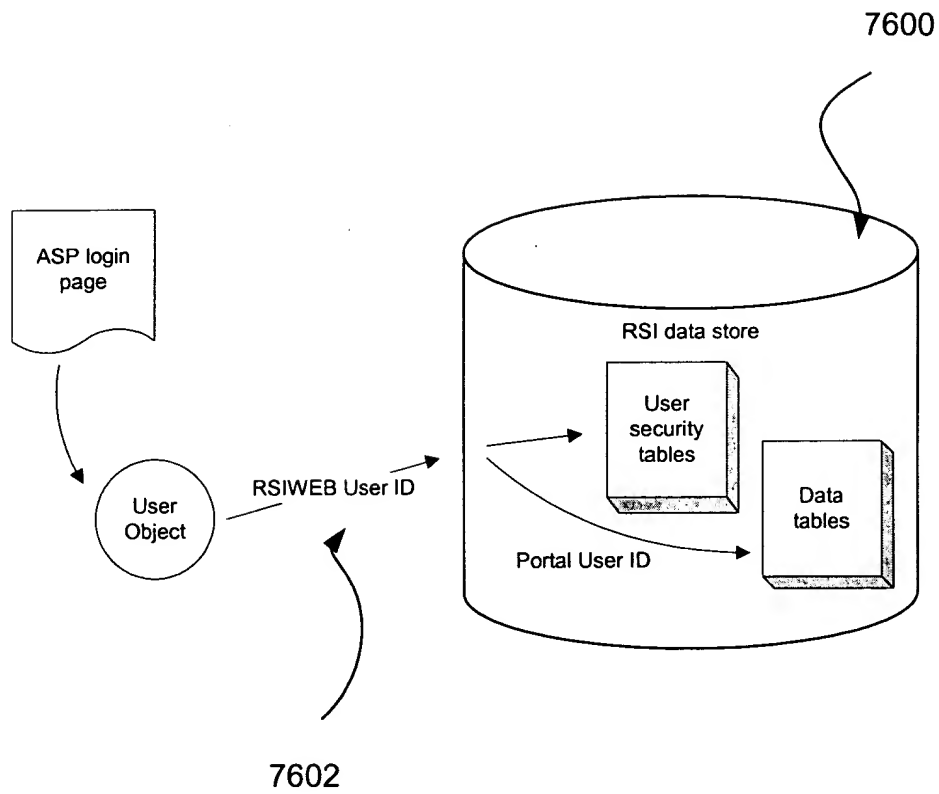 7600
ASP login
page
RSI data store
User
security
tables
RSIWEB User ID
User
Object
Data
tables
Portal User ID
7602